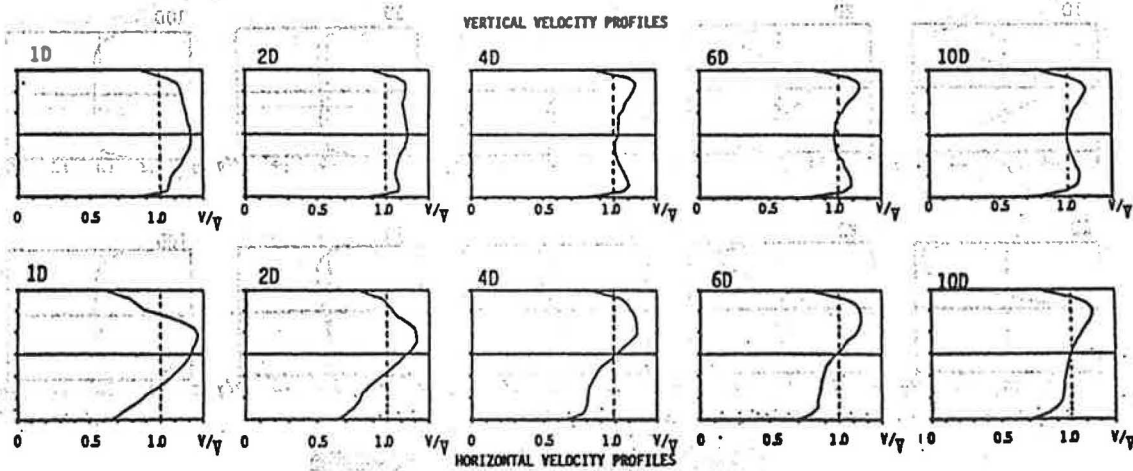 VERTICAL VELOCITY PROFILES
1D 2D 4D 6D 10D
0 0.5 1.0 V/V̅ 0 0.5 1.0 V/V̅ 0 0.5 1.0 V/V̅ 0 0.5 1.0 V/V̅ 0 0.5 1.0 V/V̅
1D 2D 4D 6D 10D
0 0.5 1.0 V/V̅ 0 0.5 1.0 V/V̅ 0 0.5 1.0 V/V̅ 0 0.5 1.0 V/V̅ 0 0.5 1.0 V/V̅
HORIZONTAL VELOCITY PROFILES